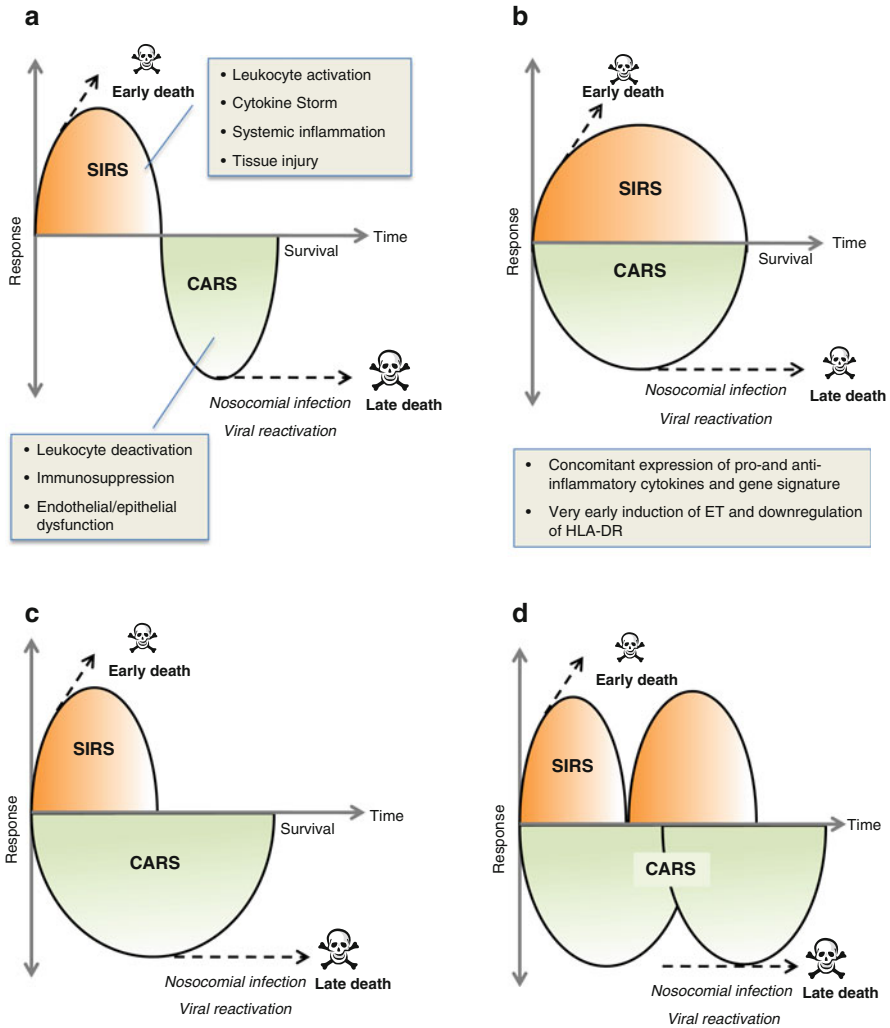 a
Early death
• Leukocyte activation
• Cytokine Storm
• Systemic inflammation
• Tissue injury
SIRS
Response
Time
Survival
CARS
Nosocomial infection
Late death
Viral reactivation
• Leukocyte deactivation
• Immunosuppression
• Endothelial/epithelial
dysfunction
b
Early death
SIRS
Response
Time
Survival
CARS
Nosocomial infection
Late death
Viral reactivation
• Concomitant expression of pro-and anti-
inflammatory cytokines and gene signature
• Very early induction of ET and downregulation
of HLA-DR
c
Early death
SIRS
Response
Time
Survival
CARS
Nosocomial infection
Late death
Viral reactivation
d
Early death
SIRS
Response
Time
CARS
Nosocomial infection
Late death
Viral reactivation